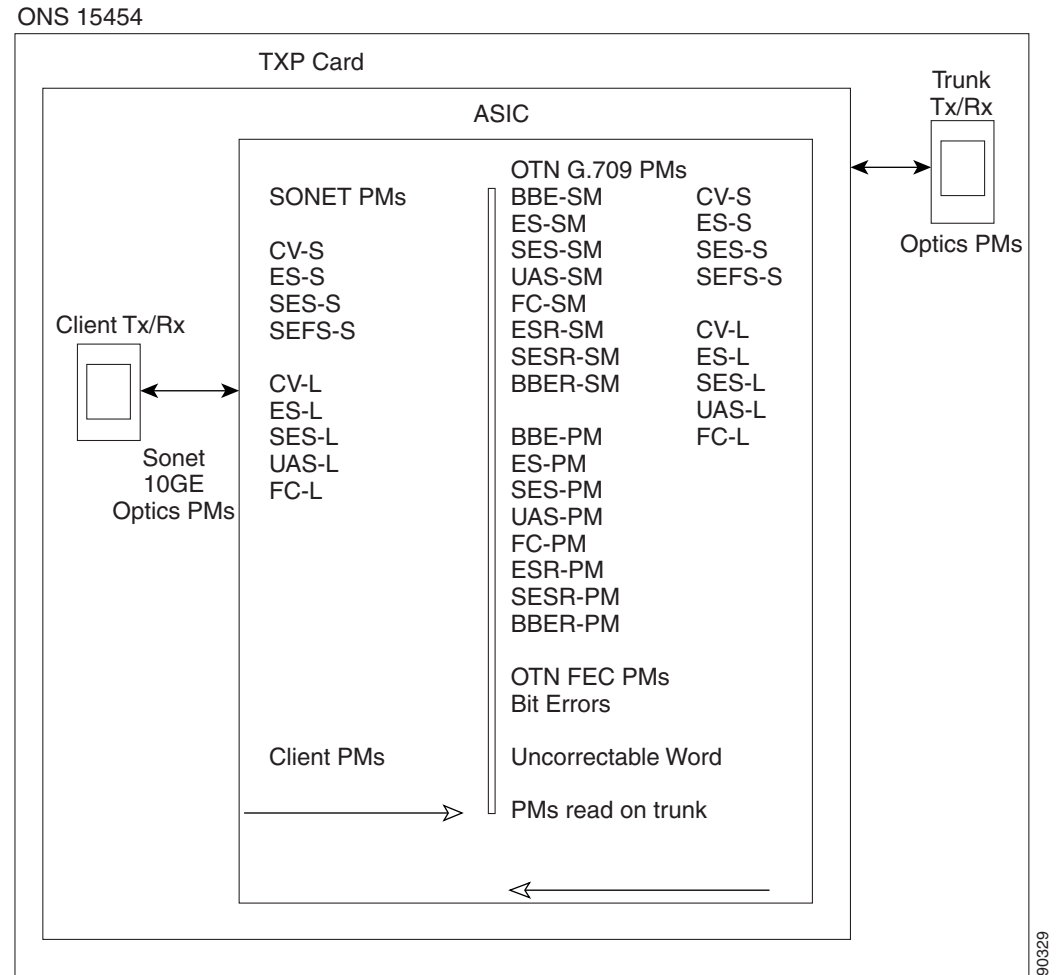 ONS 15454
TXP Card
Trunk
Tx/Rx
ASIC
OTN G.709 PMs
SONET PMs
BBE-SM CV-S
ES-SM ES-S
CV-S SES-SM SES-S
Optics PMs
ES-S UAS-SM SEFS-S
SES-S FC-SM
Client Tx/Rx
SEFS-S ESR-SM CV-L
SESR-SM ES-L
CV-L BBER-SM SES-L
ES-L UAS-L
SES-L BBE-PM FC-L
Sonet
10GE
Optics PMs
UAS-L ES-PM
FC-L SES-PM
UAS-PM
FC-PM
ESR-PM
SESR-PM
BBER-PM
OTN FEC PMs
Bit Errors
Client PMs Uncorrectable Word
PMs read on trunk
90329